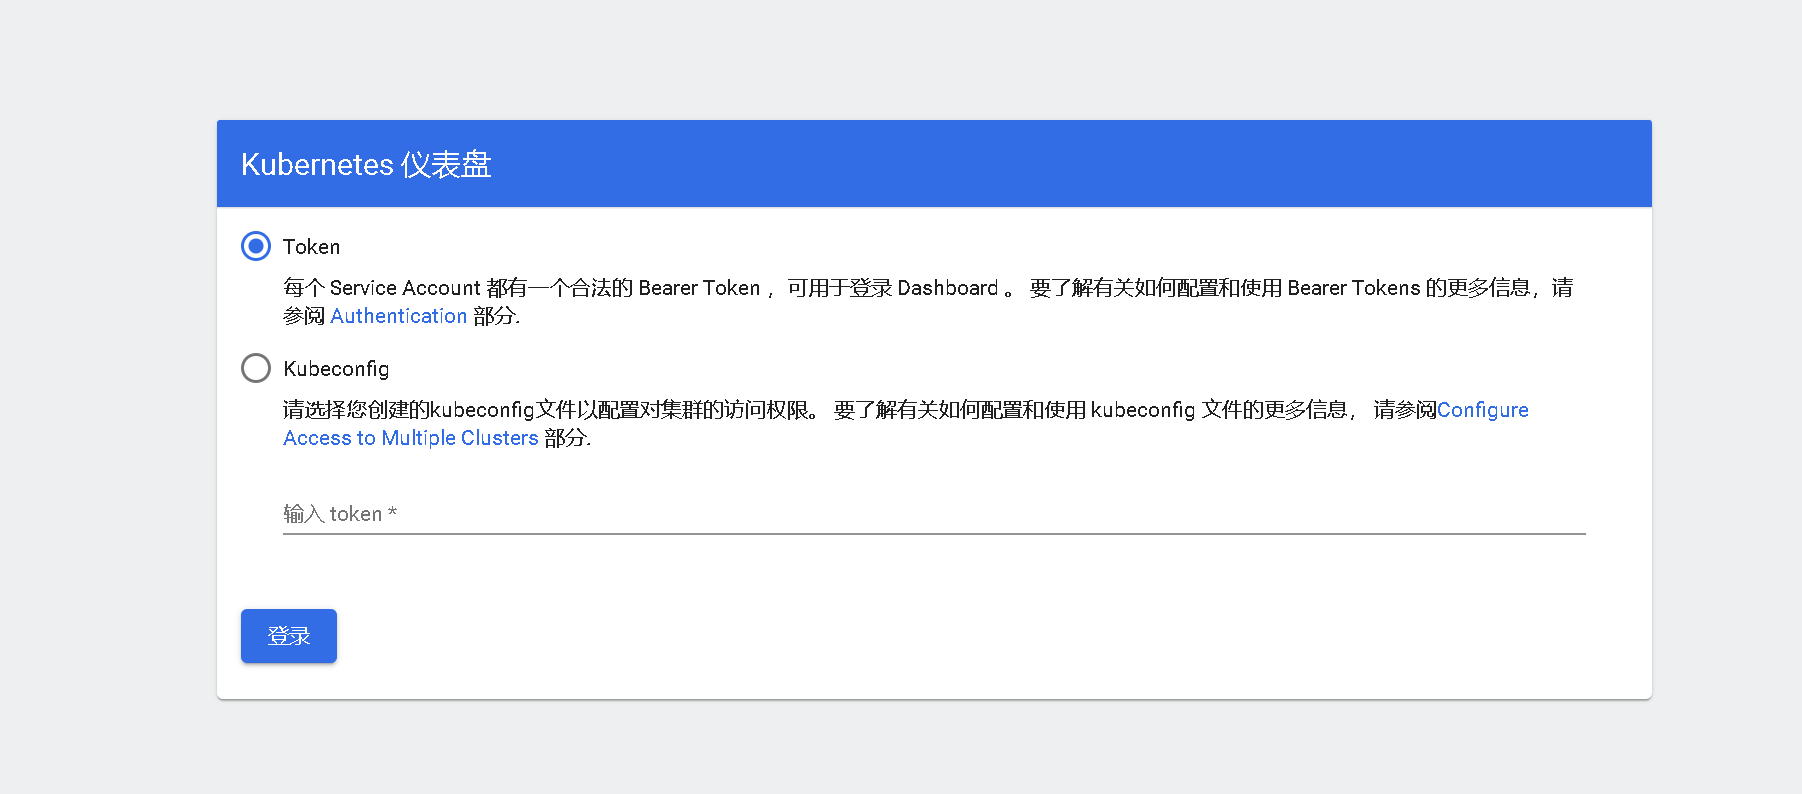 Kubernetes 仪表盘
Token
每个 Service Account 都有一个合法的 Bearer Token ，可用于登录 Dashboard 。 要了解有关如何配置和使用 Bearer Tokens 的更多信息，请
参阅 Authentication 部分.
Kubeconfig
请选择您创建的kubeconfig文件以配置对集群的访问权限。 要了解有关如何配置和使用 kubeconfig 文件的更多信息， 请参阅Configure
Access to Multiple Clusters 部分.
输入 token *
登录